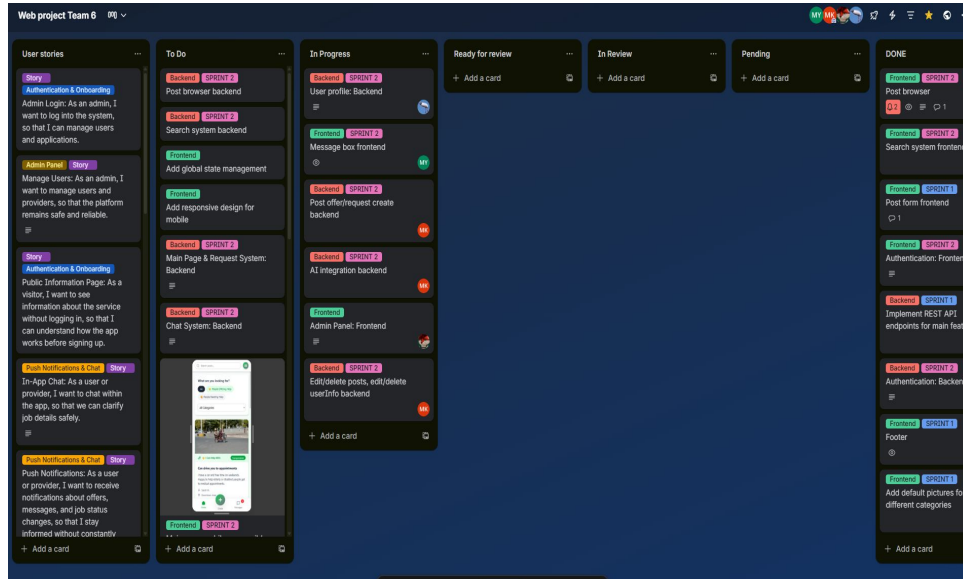 Web project Team 6
MY MK
User stories
Story
Authentication & Onboarding
Admin Login: As an admin, I
want to log into the system,
so that I can manage users
and applications.
Admin Panel Story
Manage Users: As an admin, I
want to manage users and
providers, so that the platform
remains safe and reliable.
Story
Authentication & Onboarding
Public Information Page: As a
visitor, I want to see
information about the service
without logging in, so that I
can understand how the app
works before signing up.
Push Notifications & Chat Story
In-App Chat: As a user or
provider, I want to chat within
the app, so that we can clarify
job details safely.
Push Notifications & Chat Story
Push Notifications: As a user
or provider, I want to receive
notifications about offers,
messages, and job status
changes, so that I stay
informed without constantly
+ Add a card
To Do
Backend SPRINT 2
Post browser backend
Backend SPRINT 2
Search system backend
Frontend
Add global state management
Frontend
Add responsive design for
mobile
Backend SPRINT 2
Main Page & Request System:
Backend
Backend SPRINT 2
Chat System: Backend
What are you looking for?
All categories
Frontend SPRINT 2
+ Add a card
In Progress
Backend SPRINT 2
User profile: Backend
Frontend SPRINT 2
Message box frontend
MY
Backend SPRINT 2
Post offer/request create
backend
MK
Backend SPRINT 2
AI integration backend
MK
Frontend
Admin Panel: Frontend
Backend SPRINT 2
Edit/delete posts, edit/delete
userInfo backend
MK
+ Add a card
Ready for review
+ Add a card
In Review
+ Add a card
Pending
+ Add a card
DONE
Frontend SPRINT 2
Post browser
2 1
Frontend SPRINT 2
Search system fronten
Frontend SPRINT 1
Post form frontend
1
Frontend SPRINT 2
Authentication: Fronten
Backend SPRINT 1
Implement REST API
endpoints for main feat
Backend SPRINT 2
Authentication: Backen
Frontend SPRINT 1
Footer
Frontend SPRINT 1
Add default pictures fo
different categories
+ Add a card